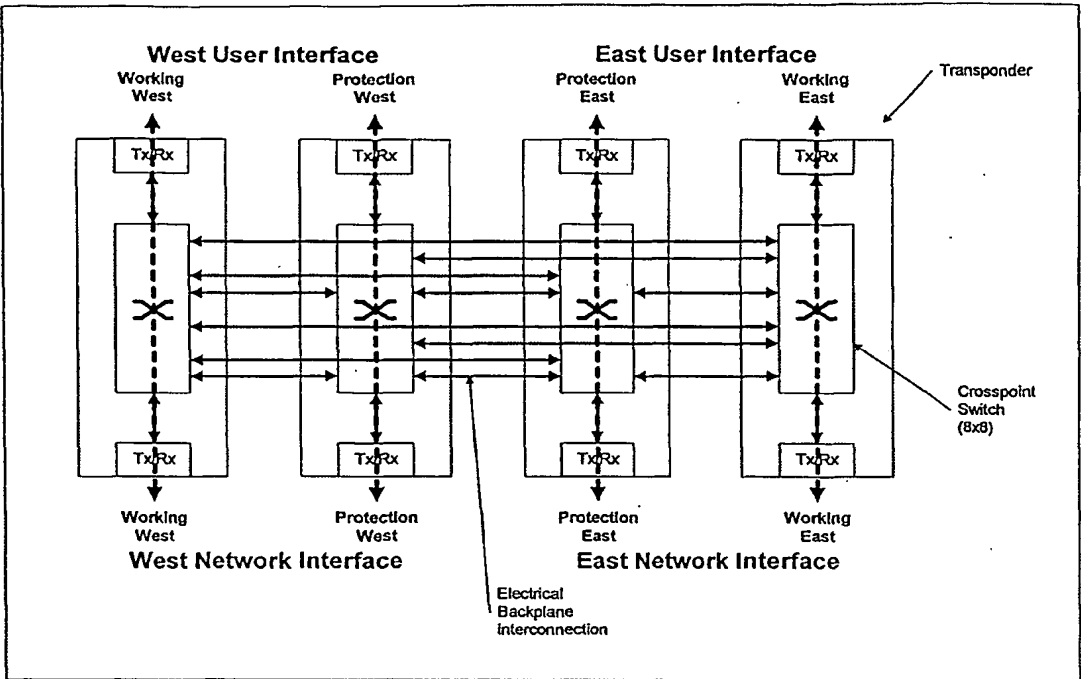 West User Interface
East User Interface
Working
West
Protection
West
Protection
East
Working
East
Transponder
Tx/Rx
Tx/Rx
Tx/Rx
Tx/Rx
Crosspoint
Switch
(8x8)
Tx/Rx
Tx/Rx
Tx/Rx
Tx/Rx
Working
West
Protection
West
Protection
East
Working
East
West Network Interface
East Network Interface
Electrical
Backplane
interconnection